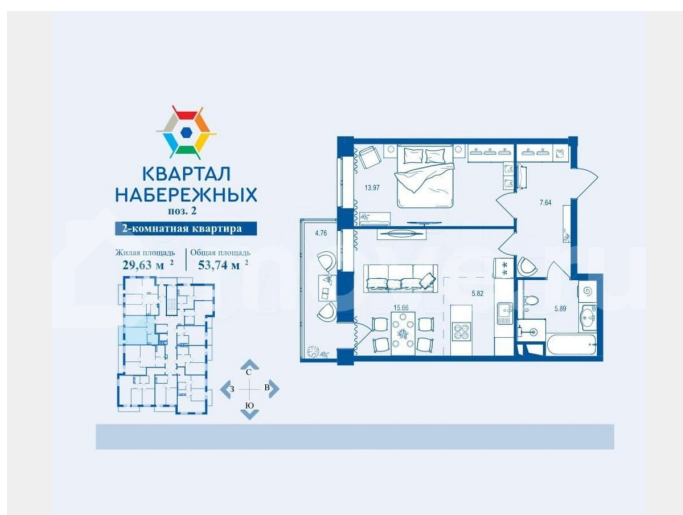 КВАРТАЛ
НАБЕРЕЖНЫХ
поз. 2
2-комнатная квартира
Жилая площадь
29,63 м 2
Общая площадь
53,74 м 2
13.97
7.64
4.76
15.66
5.82
5.89
С
З
В
Ю